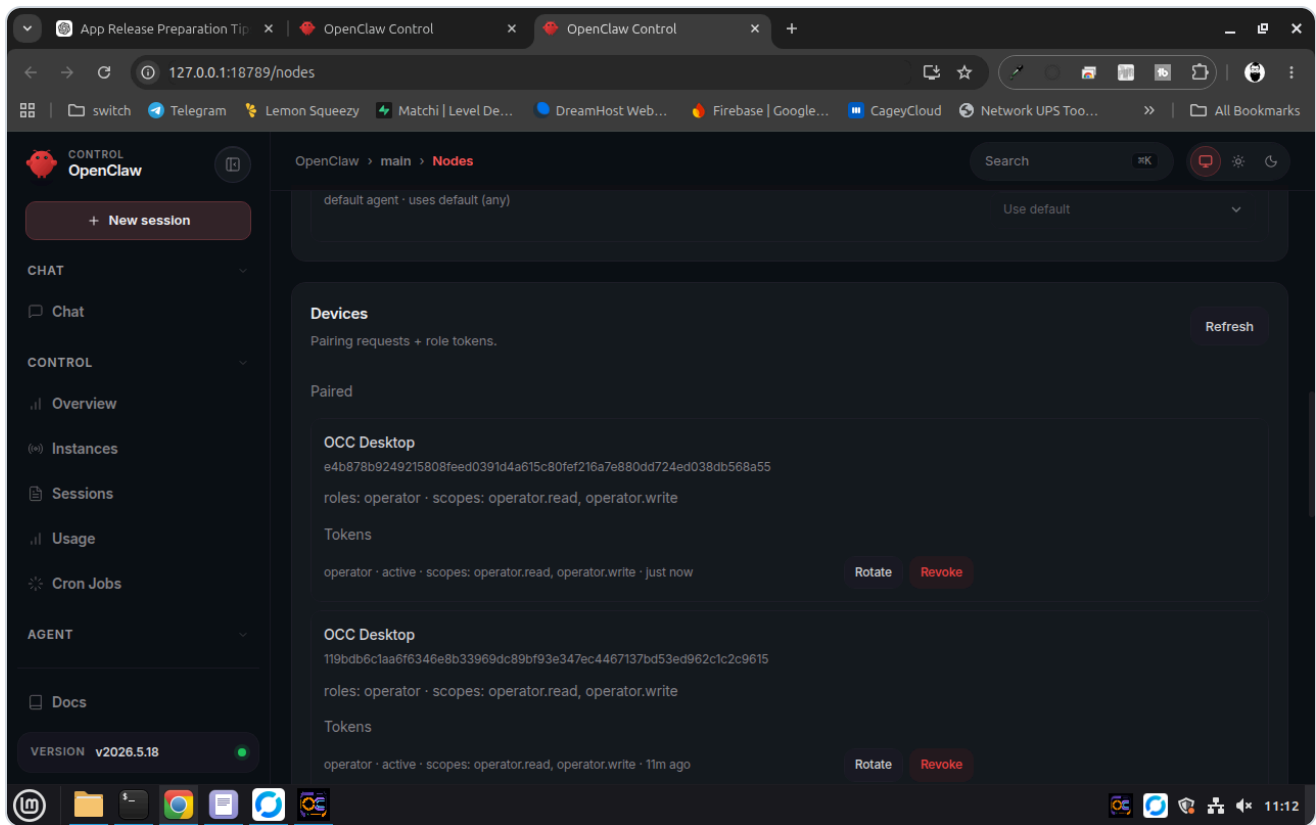 App Release Preparation Tip
OpenClaw Control
OpenClaw Control
127.0.0.1:18789/nodes
switch
Telegram
Lemon Squeezy
Matchi | Level De...
DreamHost Web...
Firebase | Google...
CageyCloud
Network UPS Too...
»
All Bookmarks
CONTROL
OpenClaw
OpenClaw › main › Nodes
Search
⌘K
+ New session
default agent · uses default (any)
Use default
CHAT
Chat
CONTROL
Overview
Instances
Sessions
Usage
Cron Jobs
AGENT
Docs
VERSION v2026.5.18
Devices
Pairing requests + role tokens.
Refresh
Paired
OCC Desktop
e4b878b9249215808feed0391d4a615c80fef216a7e880dd724ed038db568a55
roles: operator · scopes: operator.read, operator.write
Tokens
operator · active · scopes: operator.read, operator.write · just now
Rotate
Revoke
OCC Desktop
119bdb6c1aa6f6346e8b33969dc89bf93e347ec4467137bd53ed962c1c2c9615
roles: operator · scopes: operator.read, operator.write
Tokens
operator · active · scopes: operator.read, operator.write · 11m ago
Rotate
Revoke
11:12